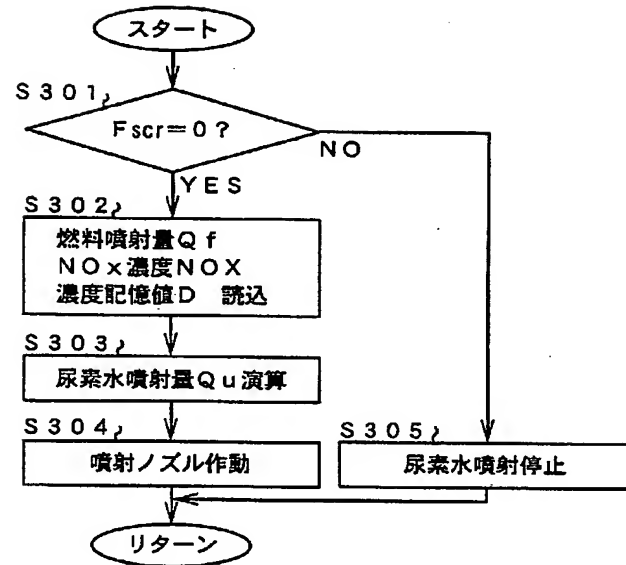 スタート
S301
Fscr=0?
NO
YES
S302
燃料噴射量Qf
NOx濃度NOX
濃度記憶値D 読込
S303
尿素水噴射量Qu演算
S304
噴射ノズル作動
S305
尿素水噴射停止
リターン